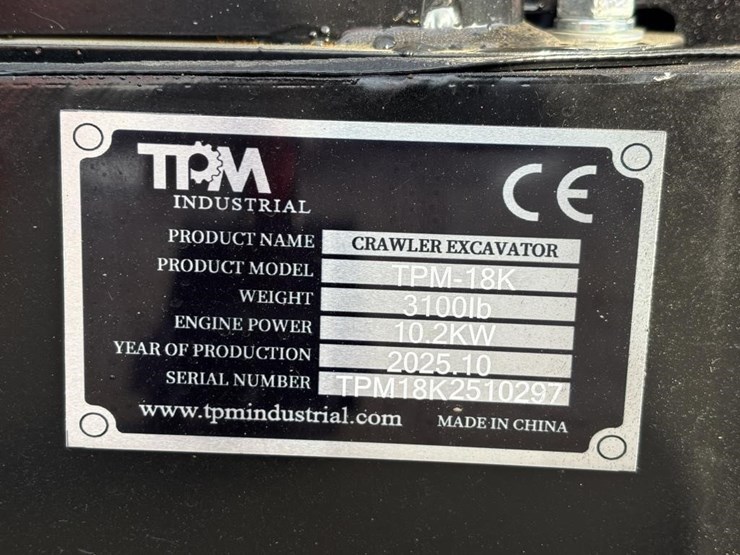 TPM
INDUSTRIAL
CE
PRODUCT NAME CRAWLER EXCAVATOR
PRODUCT MODEL TPM-18K
WEIGHT 3100lb
ENGINE POWER 10.2KW
YEAR OF PRODUCTION 2025.10
SERIAL NUMBER TPM18K2510297
www.tpmindustrial.com MADE IN CHINA